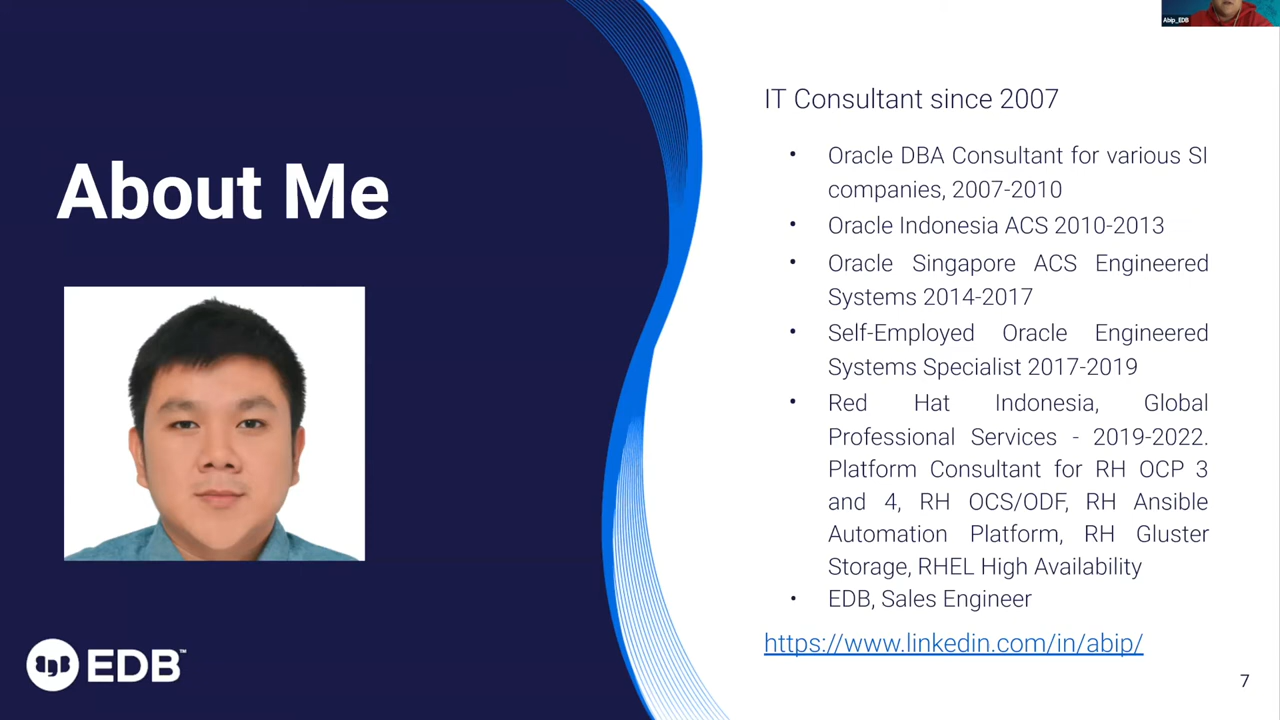 Abip_EDB
About Me
IT Consultant since 2007
• Oracle DBA Consultant for various SI
companies, 2007-2010
• Oracle Indonesia ACS 2010-2013
• Oracle Singapore ACS Engineered
Systems 2014-2017
• Self-Employed Oracle Engineered
Systems Specialist 2017-2019
• Red Hat Indonesia, Global
Professional Services - 2019-2022.
Platform Consultant for RH OCP 3
and 4, RH OCS/ODF, RH Ansible
Automation Platform, RH Gluster
Storage, RHEL High Availability
• EDB, Sales Engineer
https://www.linkedin.com/in/abip/
EDB™
7